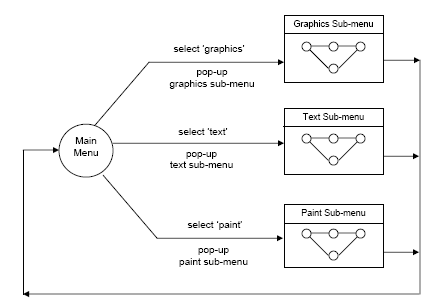 Graphics Sub-menu
select 'graphics'
pop-up
graphics sub-menu
Text Sub-menu
select 'text'
Main
Menu
pop-up
text sub-menu
Paint Sub-menu
select 'paint'
pop-up
paint sub-menu